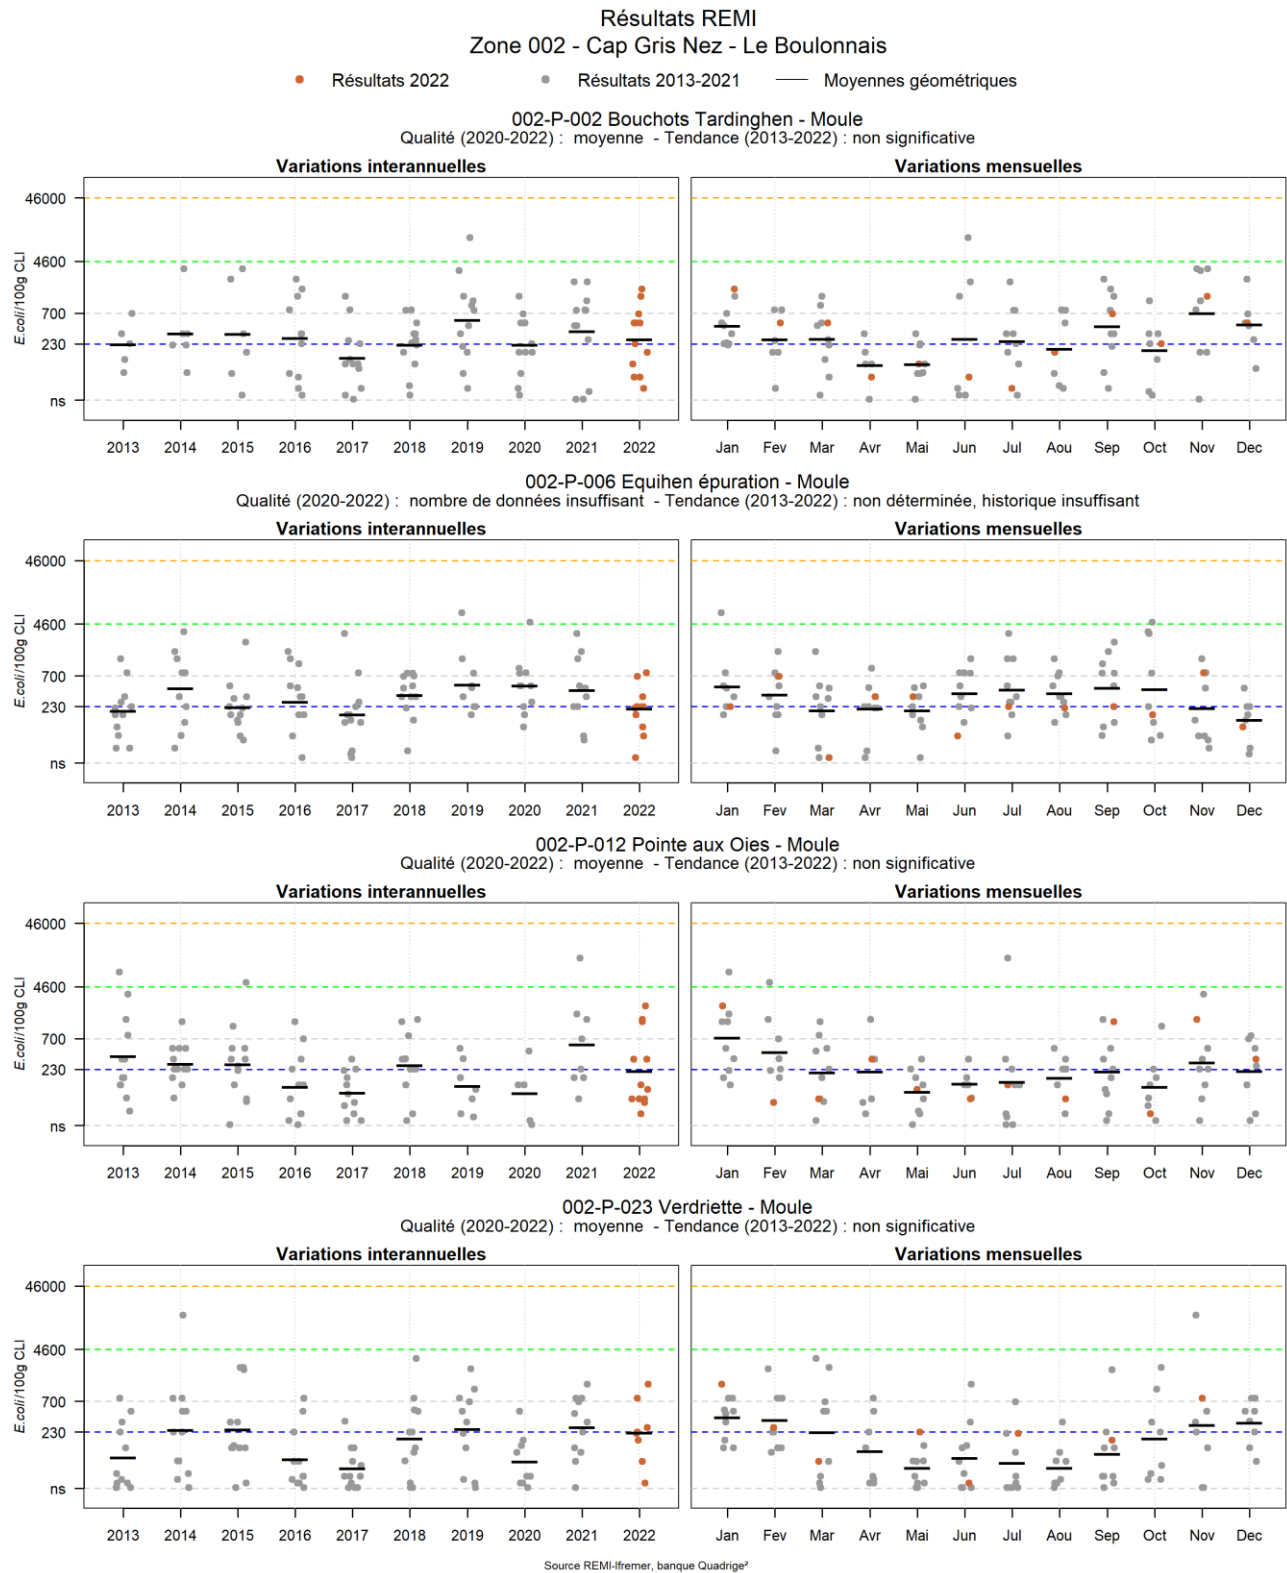 Résultats REMI
Zone 002 - Cap Gris Nez - Le Boulonnais
Résultats 2022 Résultats 2013-2021 Moyennes géométriques
002-P-002 Bouchots Tardinghen - Moule
Qualité (2020-2022) : moyenne - Tendance (2013-2022) : non significative
Variations interannuelles Variations mensuelles
46000
4600
700
230
ns
E.coli/100g CLI
2013 2014 2015 2016 2017 2018 2019 2020 2021 2022 Jan Fev Mar Avr Mai Jun Jul Aou Sep Oct Nov Dec
002-P-006 Equihen épuration - Moule
Qualité (2020-2022) : nombre de données insuffisant - Tendance (2013-2022) : non déterminée, historique insuffisant
Variations interannuelles Variations mensuelles
46000
4600
700
230
ns
E.coli/100g CLI
2013 2014 2015 2016 2017 2018 2019 2020 2021 2022 Jan Fev Mar Avr Mai Jun Jul Aou Sep Oct Nov Dec
002-P-012 Pointe aux Oies - Moule
Qualité (2020-2022) : moyenne - Tendance (2013-2022) : non significative
Variations interannuelles Variations mensuelles
46000
4600
700
230
ns
E.coli/100g CLI
2013 2014 2015 2016 2017 2018 2019 2020 2021 2022 Jan Fev Mar Avr Mai Jun Jul Aou Sep Oct Nov Dec
002-P-023 Verdriette - Moule
Qualité (2020-2022) : moyenne - Tendance (2013-2022) : non significative
Variations interannuelles Variations mensuelles
46000
4600
700
230
ns
E.coli/100g CLI
2013 2014 2015 2016 2017 2018 2019 2020 2021 2022 Jan Fev Mar Avr Mai Jun Jul Aou Sep Oct Nov Dec
Source REMI-Ifremer, banque Quadrige²